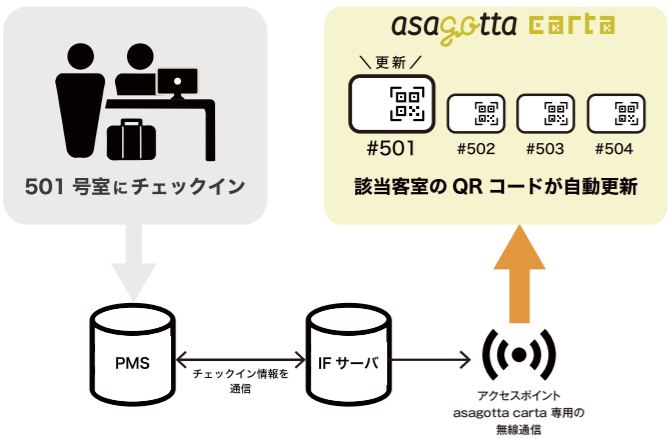 asagotta carta
＼更新／
#501
#502
#503
#504
501 号室にチェックイン
該当客室の QR コードが自動更新
PMS
チェックイン情報を
通信
IF サーバ
アクセスポイント
asagotta carta 専用の
無線通信